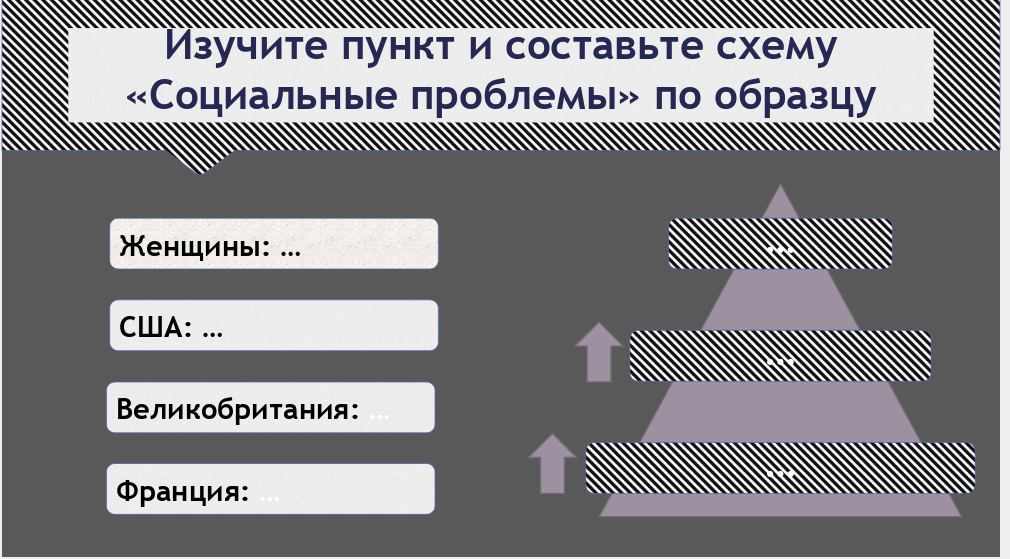 Изучите пункт и составьте схему
«Социальные проблемы» по образцу
Женщины: ...
...
США: ...
...
Великобритания: ...
Франция: ...
...